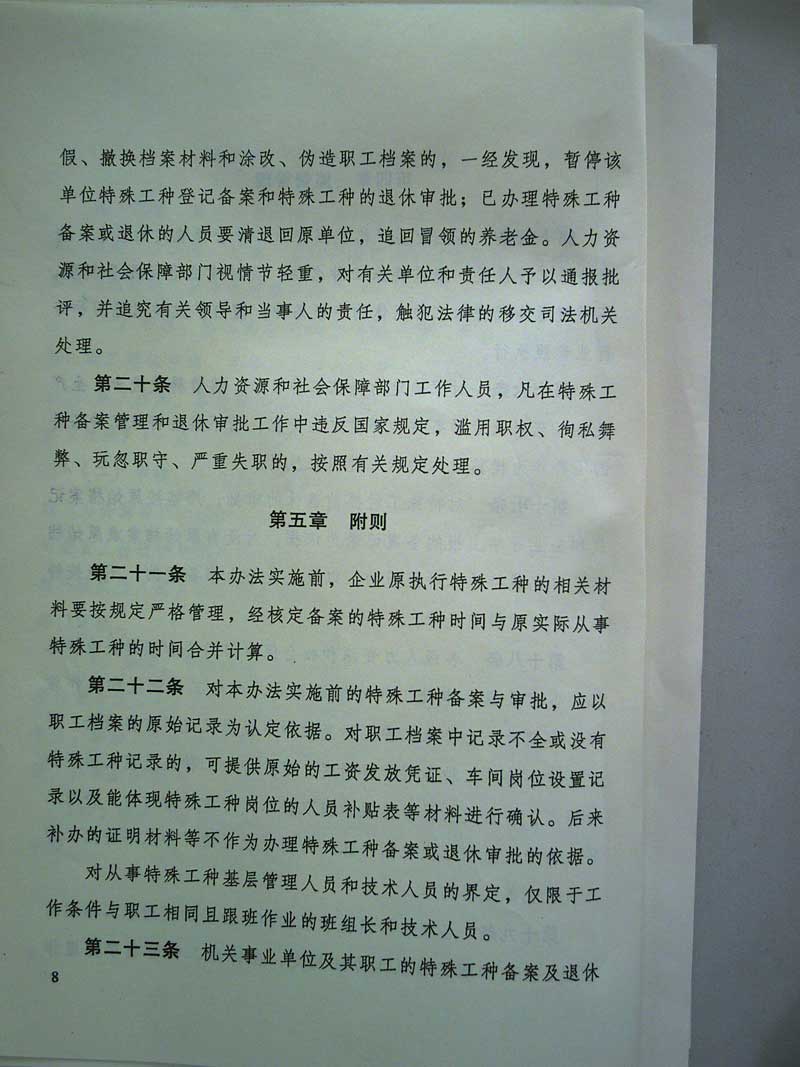 假、撤换档案材料和涂改、伪造职工档案的，一经发现，暂停该
单位特殊工种登记备案和特殊工种的退休审批；已办理特殊工种
备案或退休的人员要清退回原单位，追回冒领的养老金。人力资
源和社会保障部门视情节轻重，对有关单位和责任人予以通报批
评，并追究有关领导和当事人的责任，触犯法律的移交司法机关
处理。
第二十条　人力资源和社会保障部门工作人员，凡在特殊工
种备案管理和退休审批工作中违反国家规定，滥用职权、徇私舞
弊、玩忽职守、严重失职的，按照有关规定处理。
第五章　附则
第二十一条　本办法实施前，企业原执行特殊工种的相关材
料要按规定严格管理，经核定备案的特殊工种时间与原实际从事
特殊工种的时间合并计算。
第二十二条　对本办法实施前的特殊工种备案与审批，应以
职工档案的原始记录为认定依据。对职工档案中记录不全或没有
特殊工种记录的，可提供原始的工资发放凭证、车间岗位设置记
录以及能体现特殊工种岗位的人员补贴表等材料进行确认。后来
补办的证明材料等不作为办理特殊工种备案或退休审批的依据。
对从事特殊工种基层管理人员和技术人员的界定，仅限于工
作条件与职工相同且跟班作业的班组长和技术人员。
第二十三条　机关事业单位及其职工的特殊工种备案及退休
8